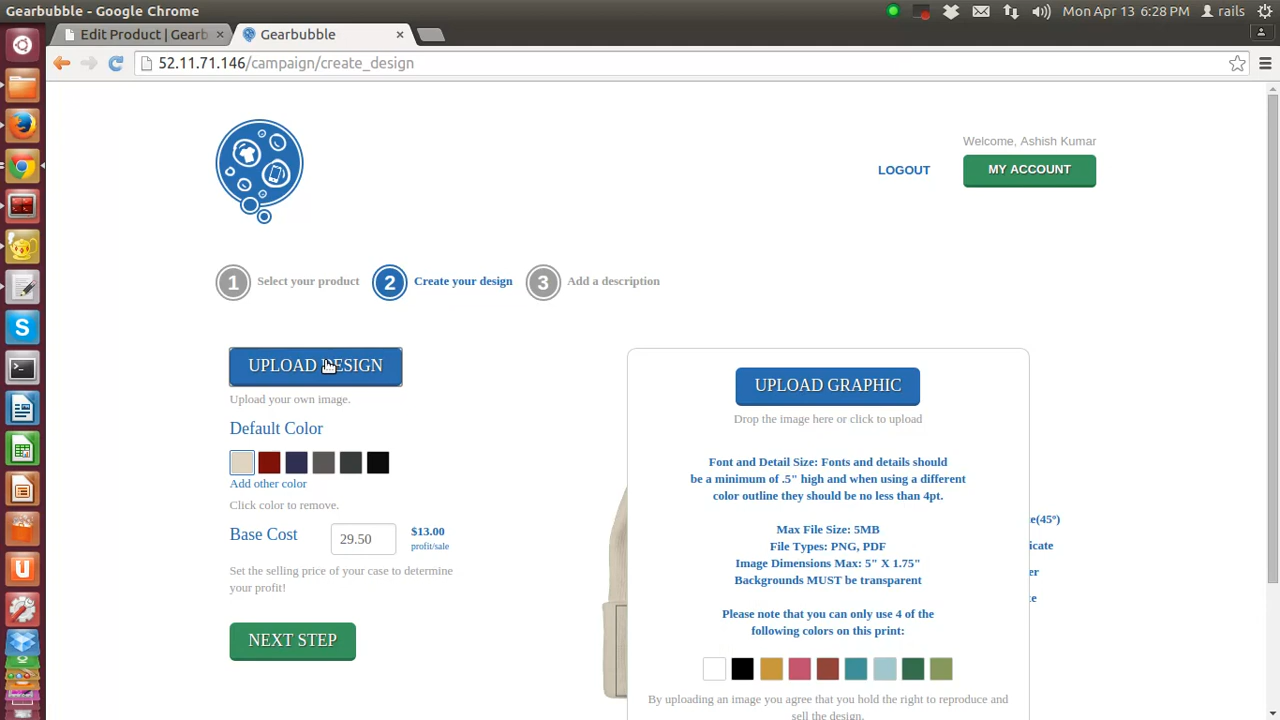 Gearbubble - Google Chrome
Mon Apr 13 6:28 PM
rails
Edit Product | Gearb
Gearbubble
52.11.71.146/campaign/create_design
Welcome, Ashish Kumar
LOGOUT
MY ACCOUNT
1 Select your product
2 Create your design
3 Add a description
UPLOAD DESIGN
Upload your own image.
Default Color
Add other color
Click color to remove.
Base Cost
29.50
$13.00
profit/sale
Set the selling price of your case to determine
your profit!
NEXT STEP
UPLOAD GRAPHIC
Drop the image here or click to upload
Font and Detail Size: Fonts and details should
be a minimum of .5" high and when using a different
color outline they should be no less than 4pt.
Max File Size: 5MB
File Types: PNG, PDF
Image Dimensions Max: 5" X 1.75"
Backgrounds MUST be transparent
Please note that you can only use 4 of the
following colors on this print:
By uploading an image you agree that you hold the right to reproduce and
sell the design.
e(45º)
icate
er
te